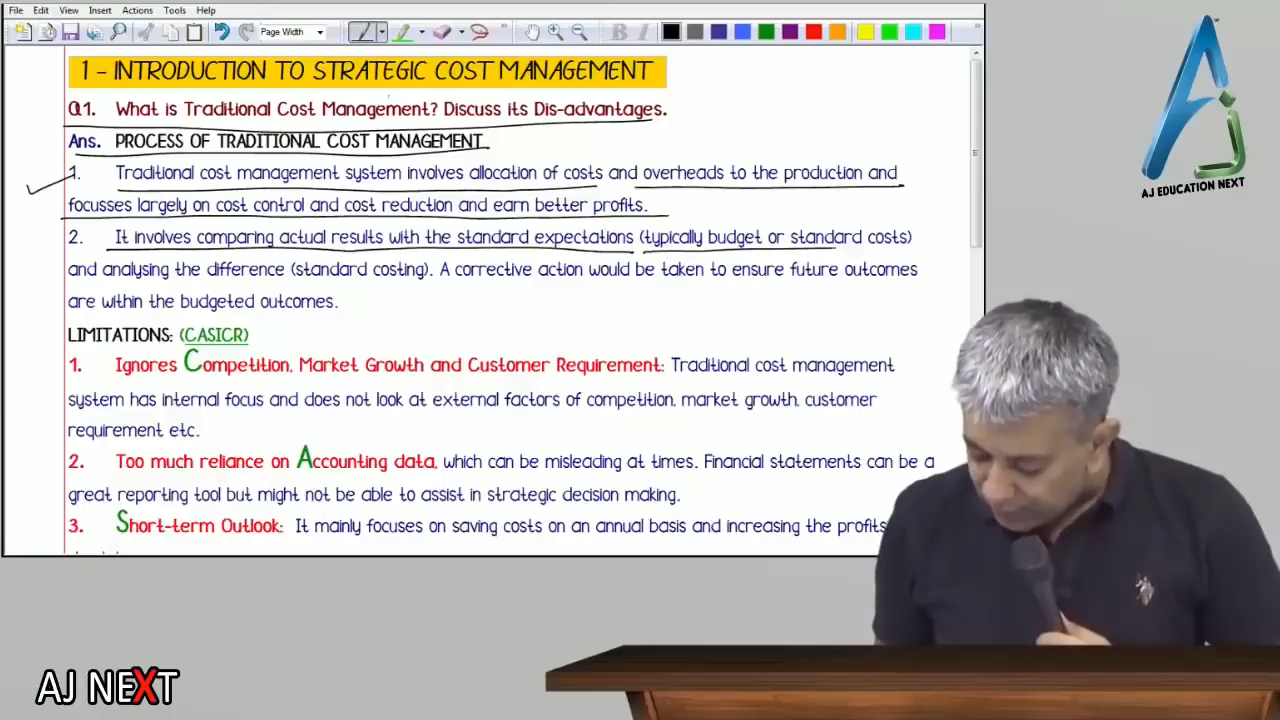 File Edit View Insert Actions Tools Help
Page Width
1 - INTRODUCTION TO STRATEGIC COST MANAGEMENT
Q1. What is Traditional Cost Management? Discuss its Dis-advantages.
Ans. PROCESS OF TRADITIONAL COST MANAGEMENT
1. Traditional cost management system involves allocation of costs and overheads to the production and
focusses largely on cost control and cost reduction and earn better profits.
2. It involves comparing actual results with the standard expectations (typically budget or standard costs)
and analysing the difference (standard costing). A corrective action would be taken to ensure future outcomes
are within the budgeted outcomes.
LIMITATIONS: (CASICR)
1. Ignores Competition, Market Growth and Customer Requirement: Traditional cost management
system has internal focus and does not look at external factors of competition, market growth, customer
requirement etc.
2. Too much reliance on Accounting data, which can be misleading at times. Financial statements can be a
great reporting tool but might not be able to assist in strategic decision making.
3. Short-term Outlook: It mainly focuses on saving costs on an annual basis and increasing the profits
AJ EDUCATION NEXT
AJ NEXT